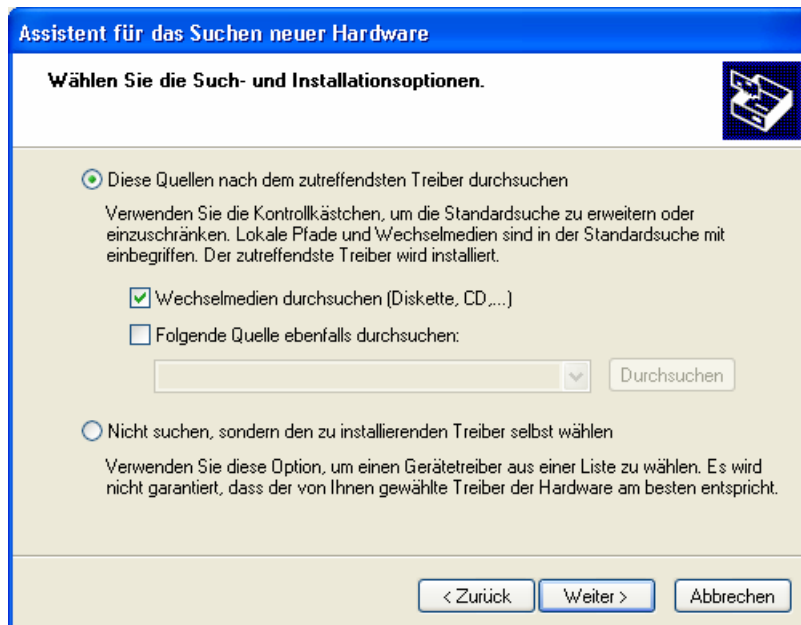 Assistent für das Suchen neuer Hardware
Wählen Sie die Such- und Installationsoptionen.
Diese Quellen nach dem zutreffendsten Treiber durchsuchen
Verwenden Sie die Kontrollkästchen, um die Standardsuche zu erweitern oder
einzuschränken. Lokale Pfade und Wechselmedien sind in der Standardsuche mit
einbegriffen. Der zutreffendste Treiber wird installiert.
Wechselmedien durchsuchen (Diskette, CD,...)
Folgende Quelle ebenfalls durchsuchen:
Durchsuchen
Nicht suchen, sondern den zu installierenden Treiber selbst wählen
Verwenden Sie diese Option, um einen Gerätetreiber aus einer Liste zu wählen. Es wird
nicht garantiert, dass der von Ihnen gewählte Treiber der Hardware am besten entspricht.
< Zurück Weiter > Abbrechen